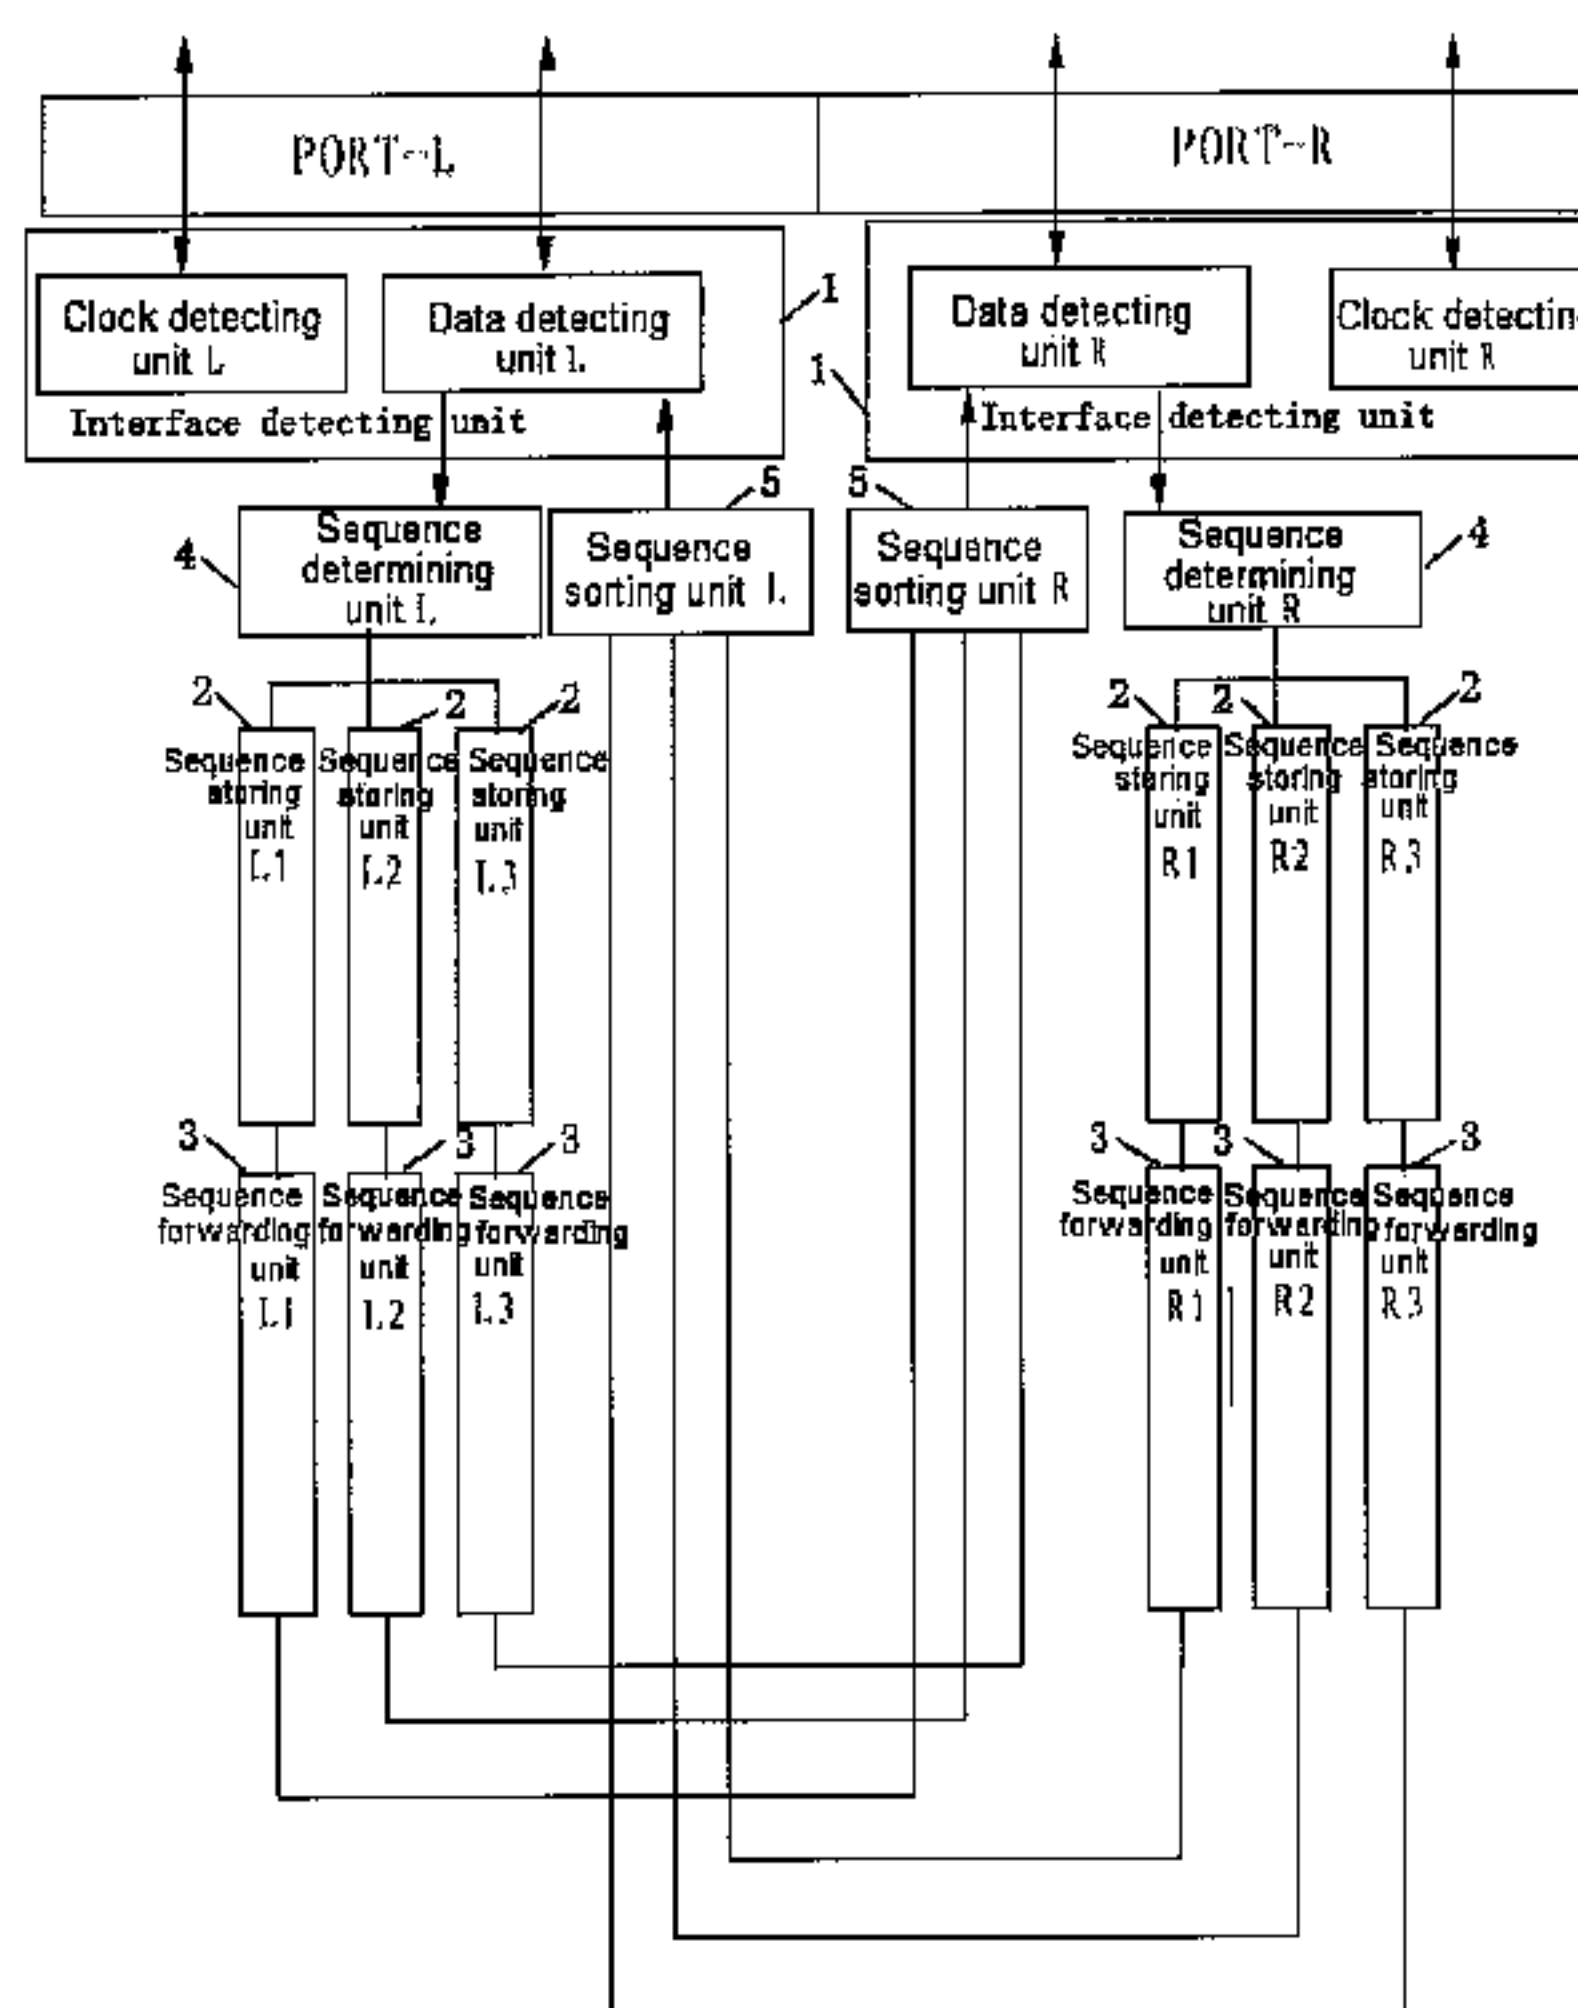 PORT-L
PORT-R
Clock detecting
unit L
Data detecting
unit L
1
Interface detecting unit
Data detecting
unit R
Clock detectin
unit R
1
Interface detecting unit
4
Sequence
determining
unit L
5
Sequence
sorting unit L
5
Sequence
sorting unit R
4
Sequence
determining
unit R
2
Sequence
storing
unit
L1
2
Sequence
storing
unit
L2
2
Sequence
storing
unit
L3
2
Sequence
storing
unit
R1
2
Sequence
storing
unit
R2
2
Sequence
storing
unit
R3
3
Sequence
forwarding
unit
L1
3
Sequence
forwarding
unit
L2
3
Sequence
forwarding
unit
L3
3
Sequence
forwarding
unit
R1
3
Sequence
forwarding
unit
R2
3
Sequence
forwarding
unit
R3